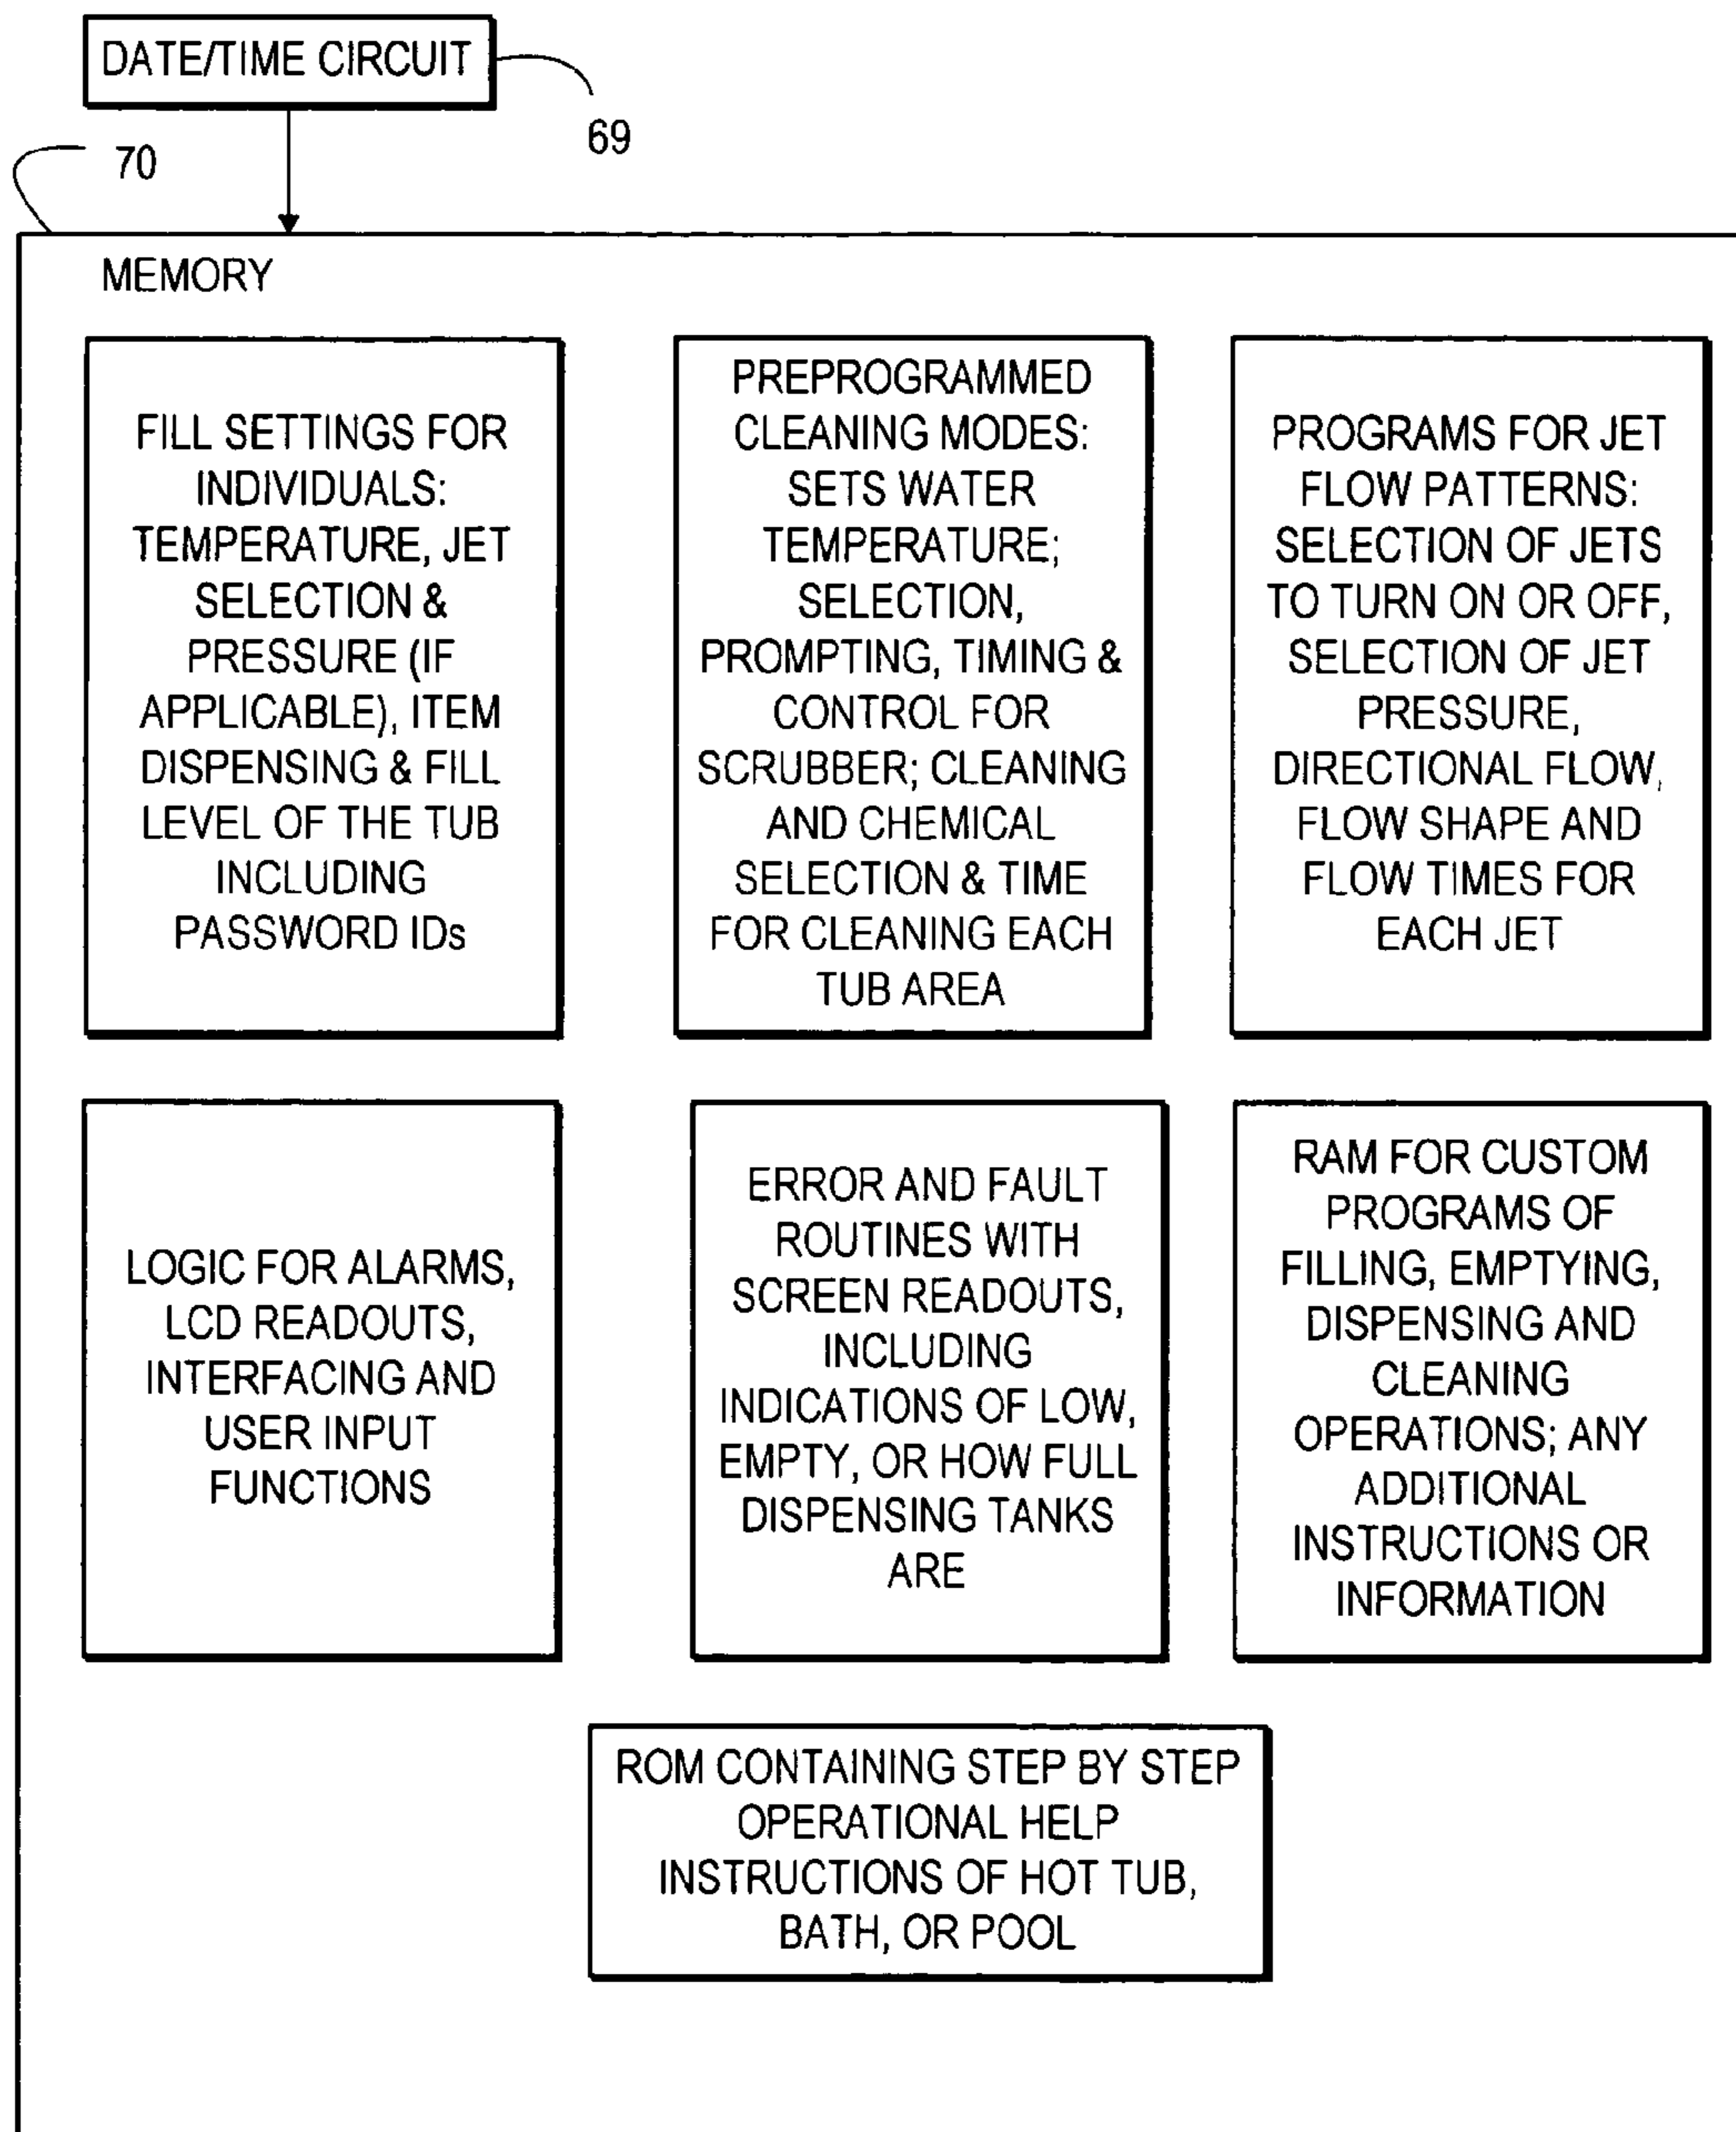 DATE/TIME CIRCUIT
69
70
MEMORY
FILL SETTINGS FOR
INDIVIDUALS:
TEMPERATURE, JET
SELECTION &
PRESSURE (IF
APPLICABLE), ITEM
DISPENSING & FILL
LEVEL OF THE TUB
INCLUDING
PASSWORD IDs
PREPROGRAMMED
CLEANING MODES:
SETS WATER
TEMPERATURE;
SELECTION,
PROMPTING, TIMING &
CONTROL FOR
SCRUBBER; CLEANING
AND CHEMICAL
SELECTION & TIME
FOR CLEANING EACH
TUB AREA
PROGRAMS FOR JET
FLOW PATTERNS:
SELECTION OF JETS
TO TURN ON OR OFF,
SELECTION OF JET
PRESSURE,
DIRECTIONAL FLOW,
FLOW SHAPE AND
FLOW TIMES FOR
EACH JET
LOGIC FOR ALARMS,
LCD READOUTS,
INTERFACING AND
USER INPUT
FUNCTIONS
ERROR AND FAULT
ROUTINES WITH
SCREEN READOUTS,
INCLUDING
INDICATIONS OF LOW,
EMPTY, OR HOW FULL
DISPENSING TANKS
ARE
RAM FOR CUSTOM
PROGRAMS OF
FILLING, EMPTYING,
DISPENSING AND
CLEANING
OPERATIONS; ANY
ADDITIONAL
INSTRUCTIONS OR
INFORMATION
ROM CONTAINING STEP BY STEP
OPERATIONAL HELP
INSTRUCTIONS OF HOT TUB,
BATH, OR POOL